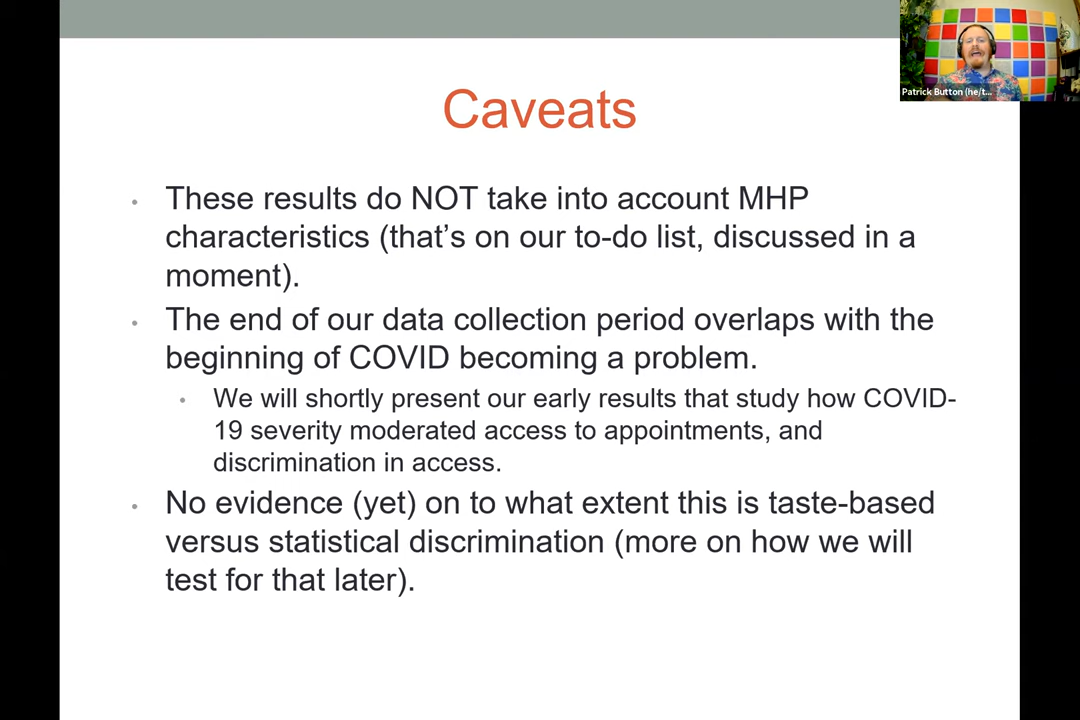 Patrick Button (he/t...
Caveats
• These results do NOT take into account MHP
characteristics (that’s on our to-do list, discussed in a
moment).
• The end of our data collection period overlaps with the
beginning of COVID becoming a problem.
• We will shortly present our early results that study how COVID-
19 severity moderated access to appointments, and
discrimination in access.
• No evidence (yet) on to what extent this is taste-based
versus statistical discrimination (more on how we will
test for that later).